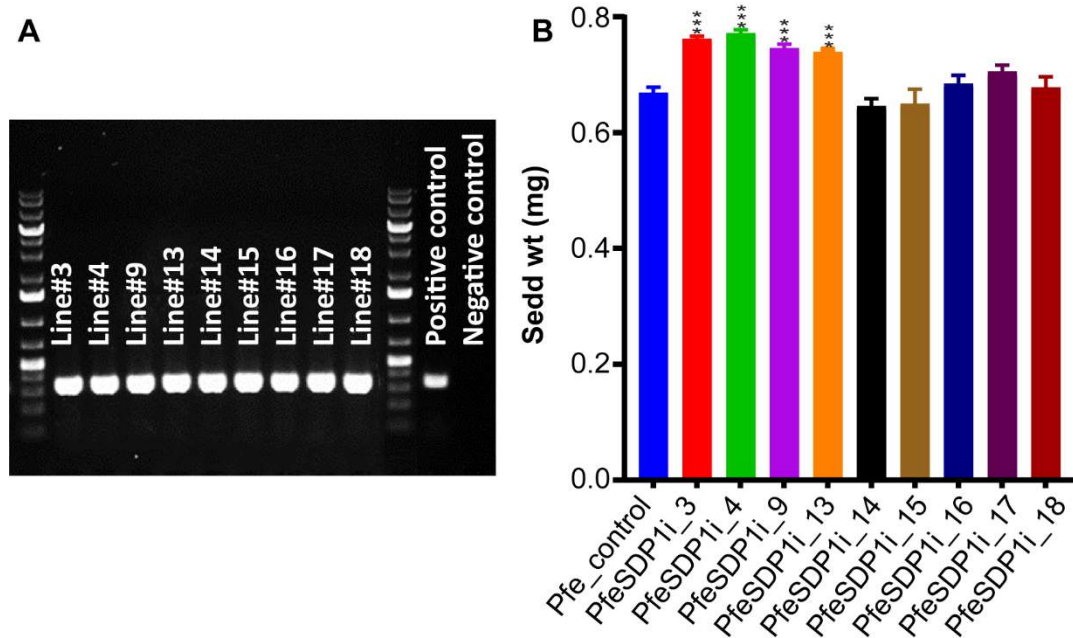 A
Line#3
Line#4
Line#9
Line#13
Line#14
Line#15
Line#16
Line#17
Line#18
Positive control
Negative control
B
Sedd wt (mg)
0.8
0.6
0.4
0.2
0.0
***
***
***
***
Pfe_control
PfeSDP1i_3
PfeSDP1i_4
PfeSDP1i_9
PfeSDP1i_13
PfeSDP1i_14
PfeSDP1i_15
PfeSDP1i_16
PfeSDP1i_17
PfeSDP1i_18